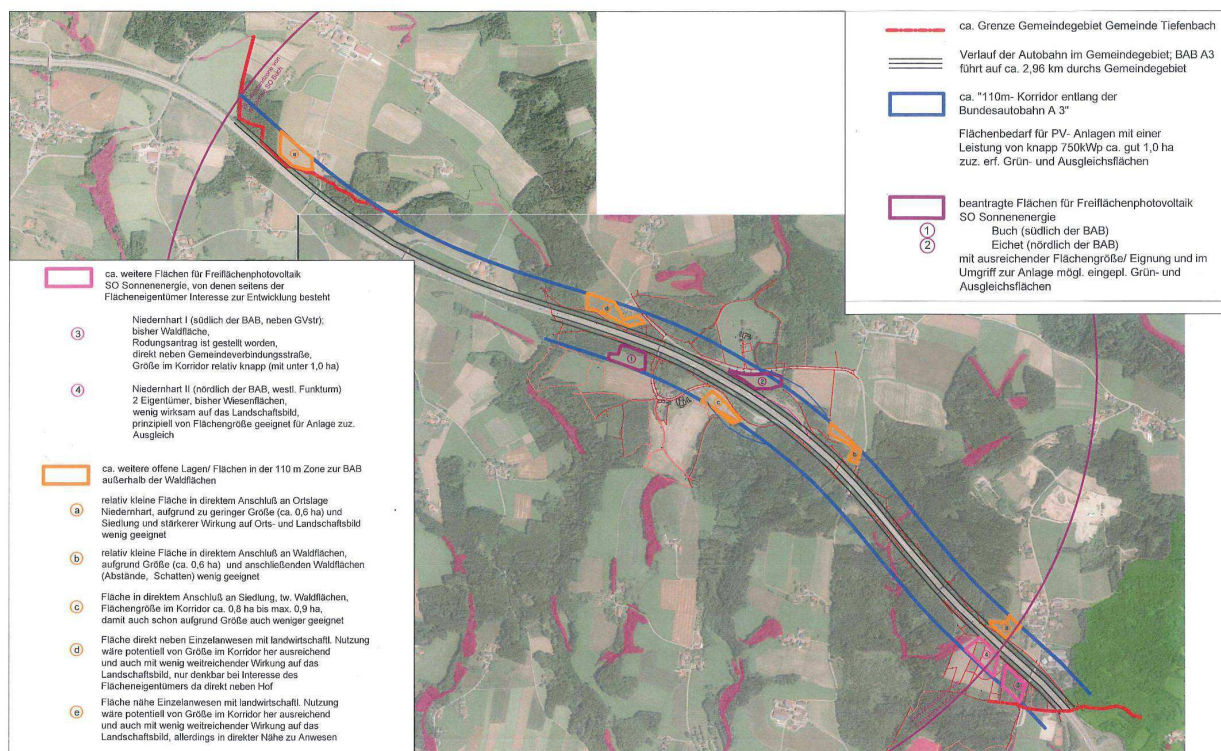 ca. Grenze Gemeindegebiet Gemeinde Tiefenbach
Verlauf der Autobahn im Gemeindegebiet; BAB A3
führt auf ca. 2,96 km durchs Gemeindegebiet
ca. "110m- Korridor entlang der
Bundesautobahn A 3"
Flächenbedarf für PV- Anlagen mit einer
Leistung von knapp 750kWp ca. gut 1,0 ha
zuz. erf. Grün- und Ausgleichsflächen
beantragte Flächen für Freiflächenphotovoltaik
SO Sonnenenergie
1 Buch (südlich der BAB)
2 Eichet (nördlich der BAB)
mit ausreichender Flächengröße/ Eignung und im
Umgriff zur Anlage mögl. eingepl. Grün- und
Ausgleichsflächen
ca. weitere Flächen für Freiflächenphotovoltaik
SO Sonnenenergie, von denen seitens der
Flächeneigentümer Interesse zur Entwicklung besteht
3 Niedernhart I (südlich der BAB, neben GVstr);
bisher Waldfläche,
Rodungsantrag ist gestellt worden,
direkt neben Gemeindeverbindungsstraße,
Größe im Korridor relativ knapp (mit unter 1,0 ha)
4 Niedernhart II (nördlich der BAB, westl. Funkturm)
2 Eigentümer, bisher Wiesenflächen,
wenig wirksam auf das Landschaftsbild,
prinzipiell von Flächengröße geeignet für Anlage zuz.
Ausgleich
ca. weitere offene Lagen/ Flächen in der 110 m Zone zur BAB
außerhalb der Waldflächen
a relativ kleine Fläche in direktem Anschluß an Ortslage
Niedernhart, aufgrund zu geringer Größe (ca. 0,6 ha) und
Siedlung und stärkerer Wirkung auf Orts- und Landschaftsbild
wenig geeignet
b relativ kleine Fläche in direktem Anschluß an Waldflächen,
aufgrund Größe (ca. 0,6 ha) und anschließenden Waldflächen
(Abstände, Schatten) wenig geeignet
c Fläche in direktem Anschluß an Siedlung, tw. Waldflächen,
Flächengröße im Korridor ca. 0,8 ha bis max. 0,9 ha,
damit auch schon aufgrund Größe auch weniger geeignet
d Fläche direkt neben Einzelanwesen mit landwirtschaftl. Nutzung
wäre potentiell von Größe im Korridor her ausreichend
und auch mit wenig weitreichender Wirkung auf das
Landschaftsbild, nur denkbar bei Interesse des
Flächeneigentümers da direkt neben Hof
e Fläche nähe Einzelanwesen mit landwirtschaftl. Nutzung
wäre potentiell von Größe im Korridor her ausreichend
und auch mit wenig weitreichender Wirkung auf das
Landschaftsbild, allerdings in direkter Nähe zu Anwesen
e
d
1
2
c
b
a
4
3